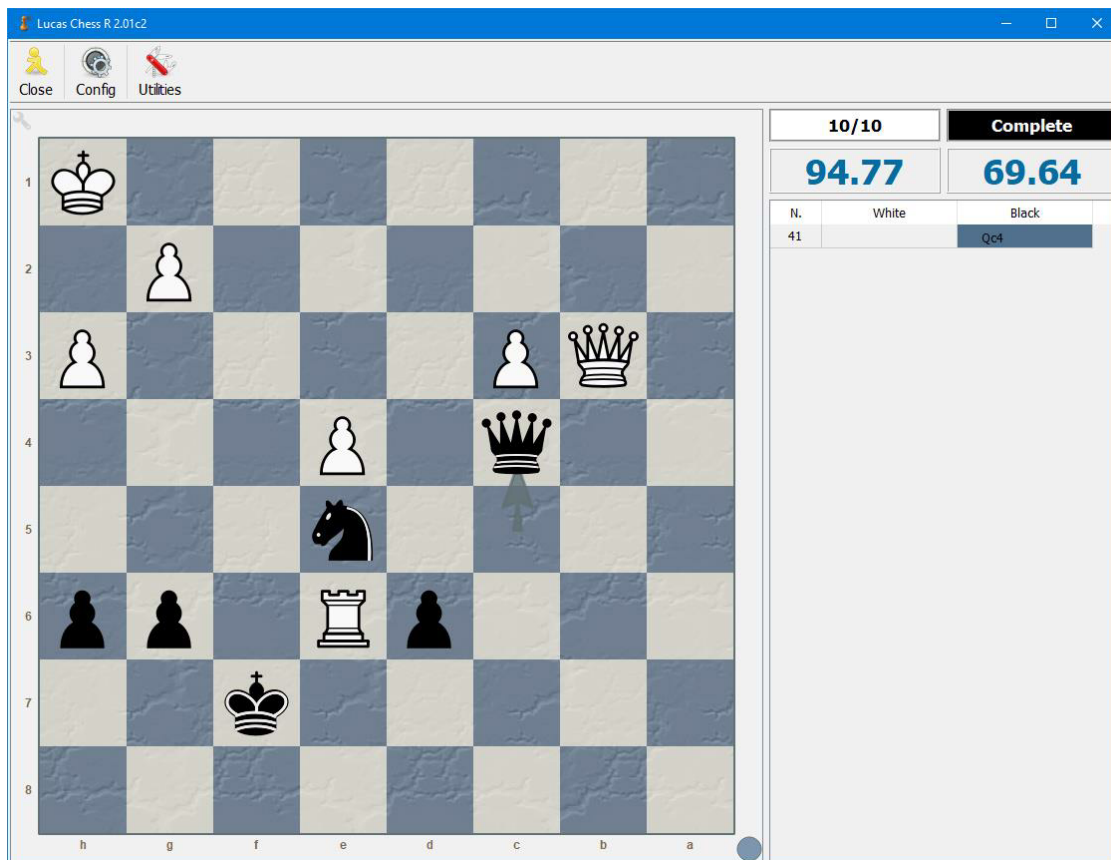 Lucas Chess R 2.01c2
Close Config Utilities
10/10 Complete
94.77 69.64
N. White Black
41 Qc4
1
2
3
4
5
6
7
8
h g f e d c b a